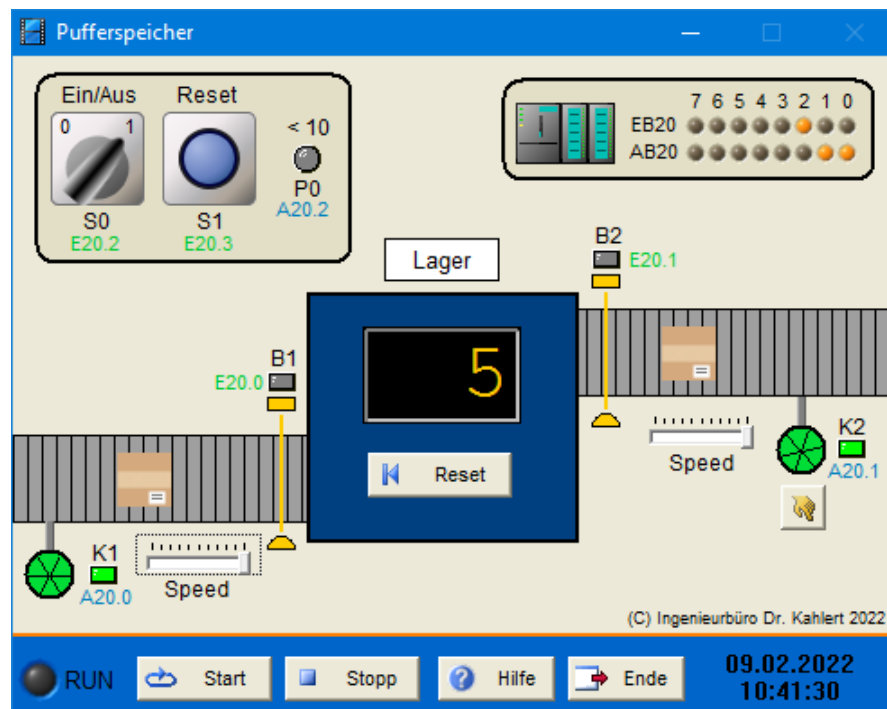 Pufferspeicher
Ein/Aus Reset
0 1
< 10
S0 S1 P0
E20.2 E20.3 A20.2
7 6 5 4 3 2 1 0
EB20
AB20
Lager
B2
E20.1
B1
E20.0
5
Reset
Speed
K2
A20.1
K1
A20.0
Speed
(C) Ingenieurbüro Dr. Kahlert 2022
RUN Start Stopp Hilfe Ende
09.02.2022
10:41:30